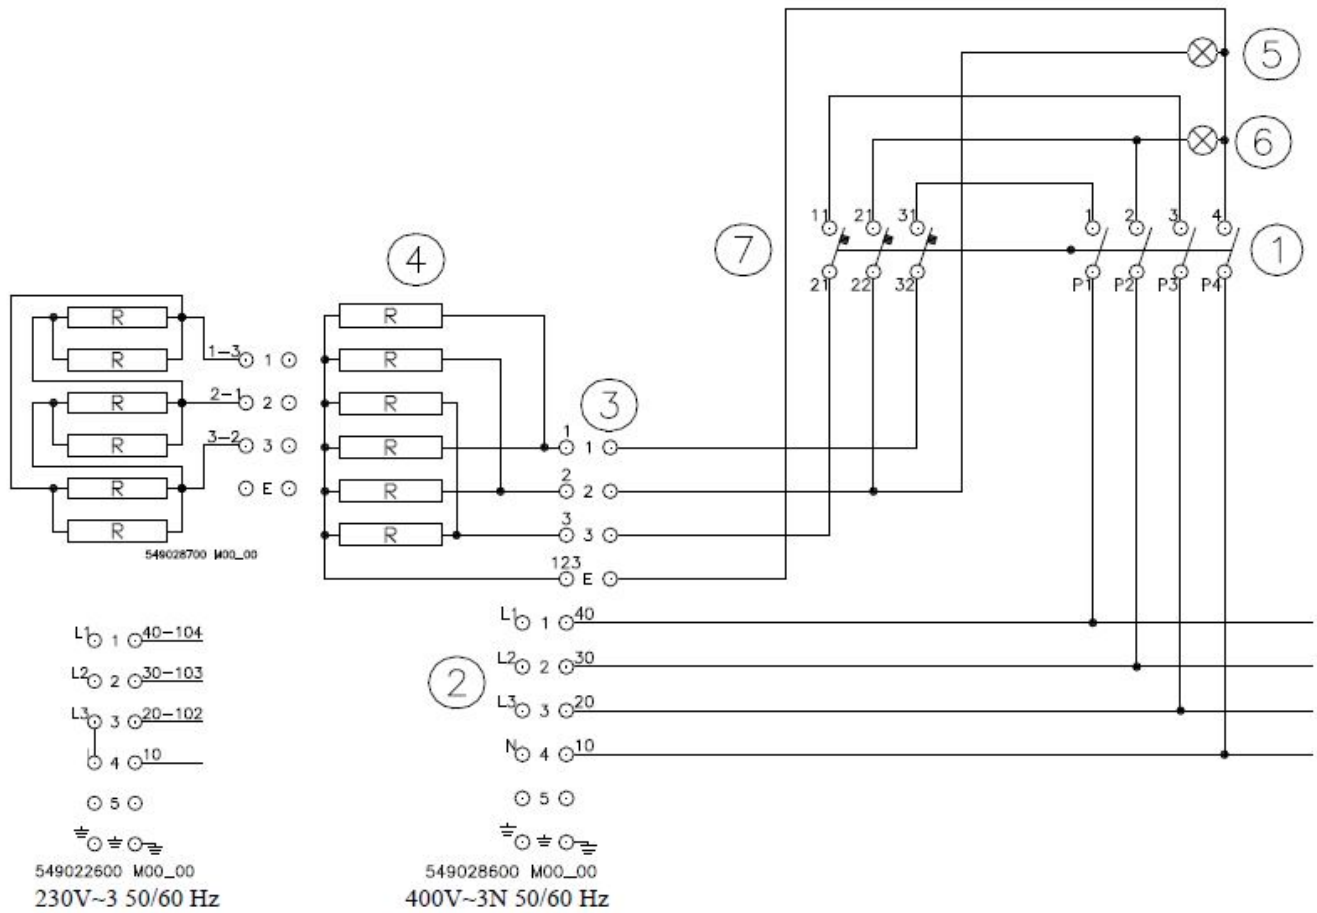 5
6
11 21 31 1 2 3 4
7 1
21 22 32 P1 P2 P3 P4
4
R R
R 1-3 1 R
R 2-1 2 R 3
R 3-2 3 R 1 1
R E R 2 2
R R 3 3
549028700 M00_00
123 E
L1 1 40-104 L1 1 40
L2 2 30-103 2 L2 2 30
L3 3 20-102 L3 3 20
4 10 N 4 10
5 5
549022600 M00_00 549028600 M00_00
230V~3 50/60 Hz 400V~3N 50/60 Hz